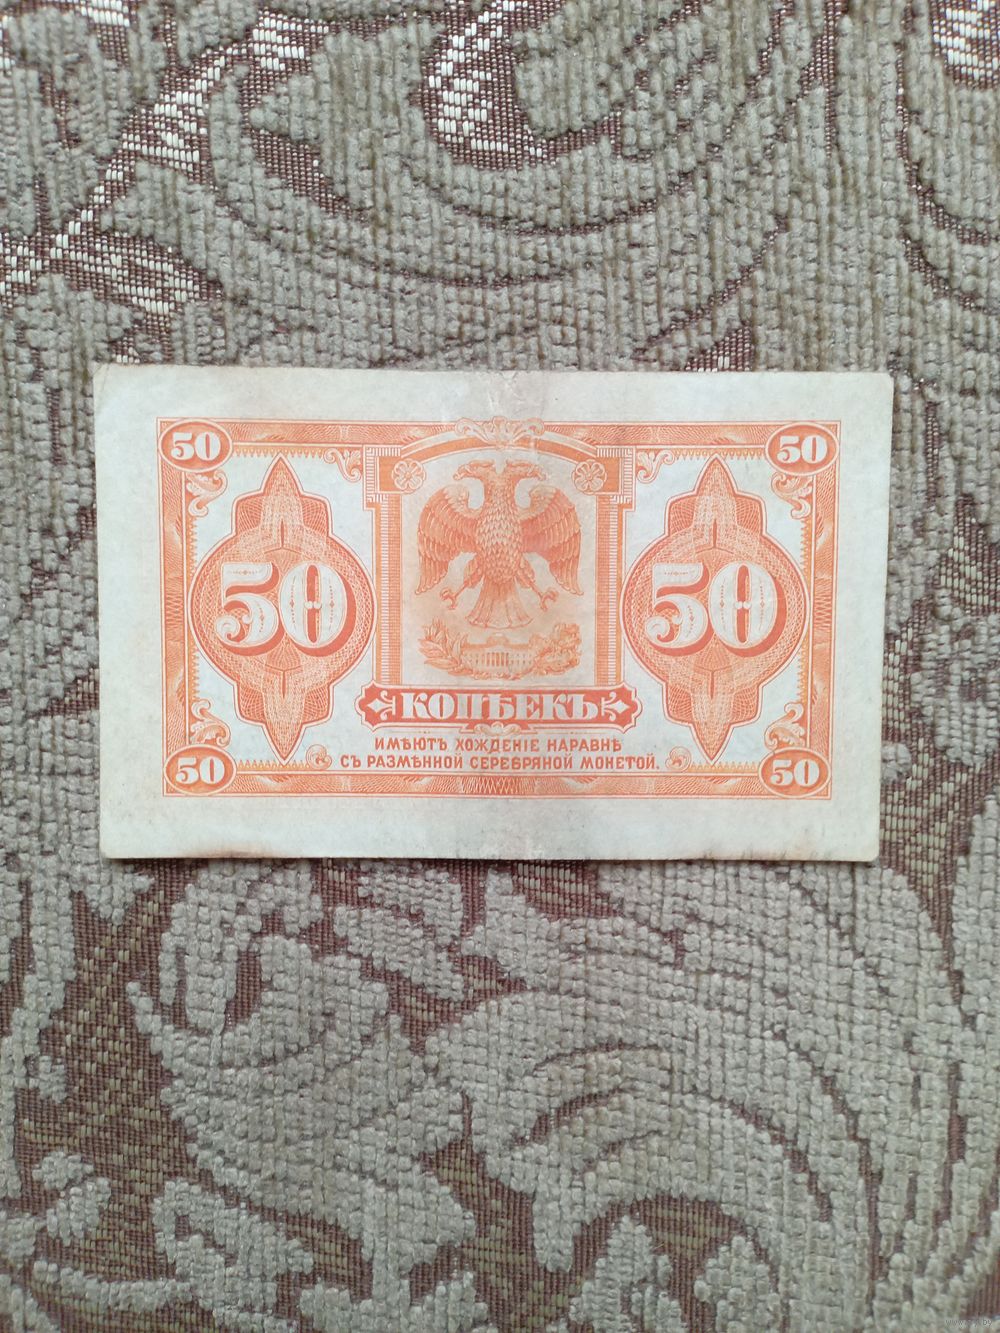 50 50
50 50
КОПѢЕКЪ
ИМѢЮТЪ ХОЖДЕНІЕ НАРАВНѢ
СЪ РАЗМѢННОЙ СЕРЕБРЯНОЙ МОНЕТОЙ.
50 50